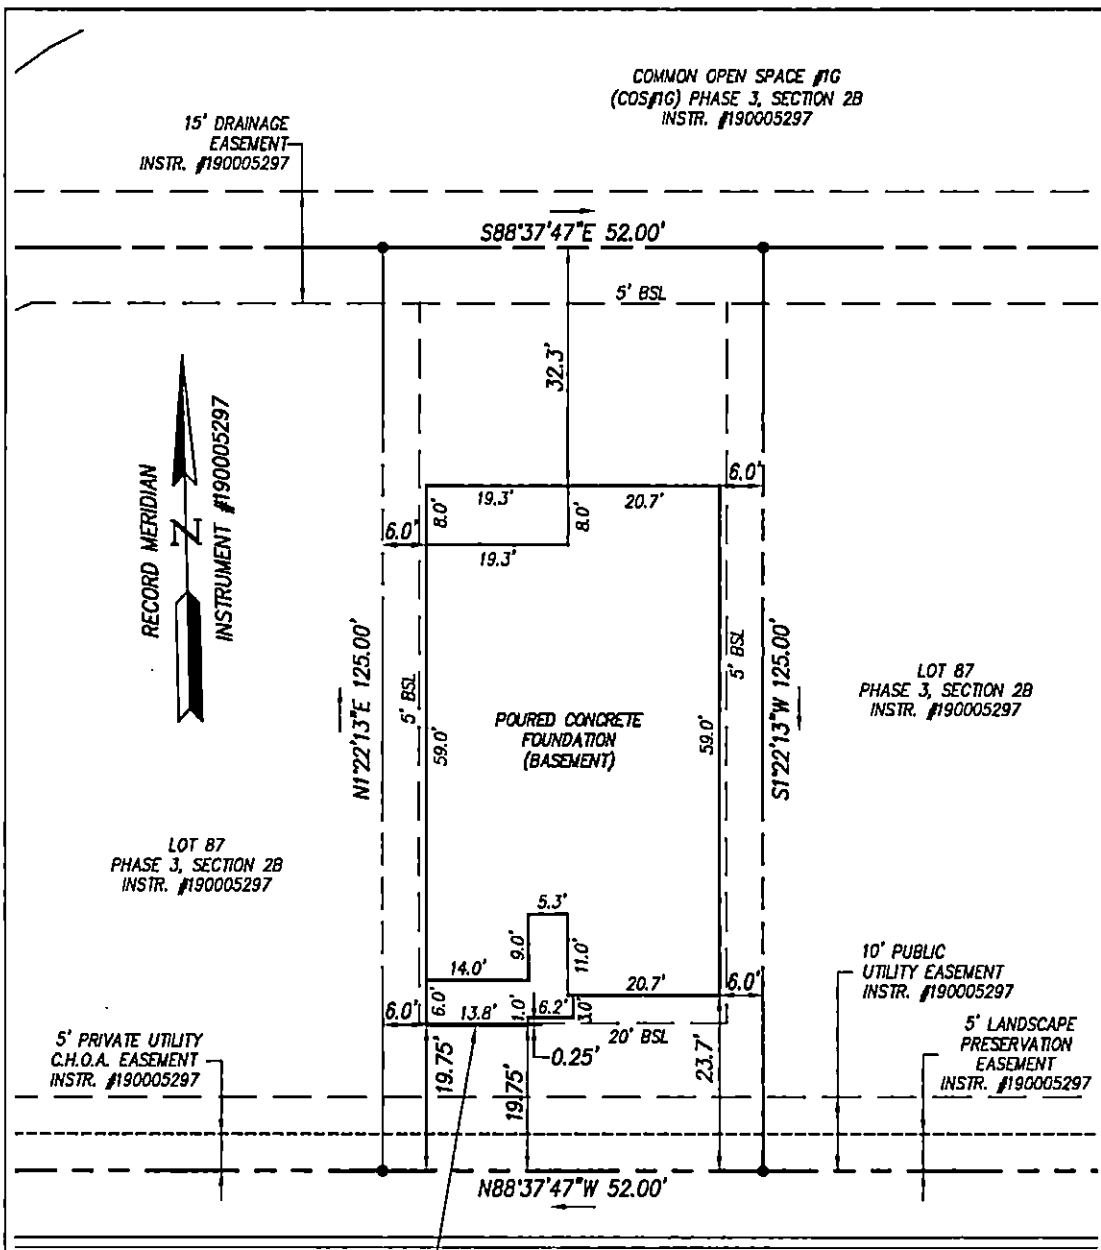 COMMON OPEN SPACE #1G
(COS#1G) PHASE 3, SECTION 2B
INSTR. #190005297
15' DRAINAGE
EASEMENT
INSTR. #190005297
S88°37'47"E 52.00'
5' BSL
32.3'
RECORD MERIDIAN
INSTRUMENT #190005297
N
6.0'
19.3'
20.7'
8.0'
8.0'
6.0'
19.3'
N1°22'13"E 125.00'
5' BSL
59.0'
POURED CONCRETE
FOUNDATION
(BASEMENT)
59.0'
5' BSL
S1°22'13"W 125.00'
LOT 87
PHASE 3, SECTION 2B
INSTR. #190005297
LOT 87
PHASE 3, SECTION 2B
INSTR. #190005297
5.3'
9.0'
11.0'
14.0'
20.7'
6.0'
6.0'
6.0'
13.8'
1.0'
6.2'
3.0'
20' BSL
0.25'
19.75'
19.75'
23.7'
10' PUBLIC
UTILITY EASEMENT
INSTR. #190005297
5' LANDSCAPE
PRESERVATION
EASEMENT
INSTR. #190005297
5' PRIVATE UTILITY
C.H.O.A. EASEMENT
INSTR. #190005297
N88°37'47"W 52.00'